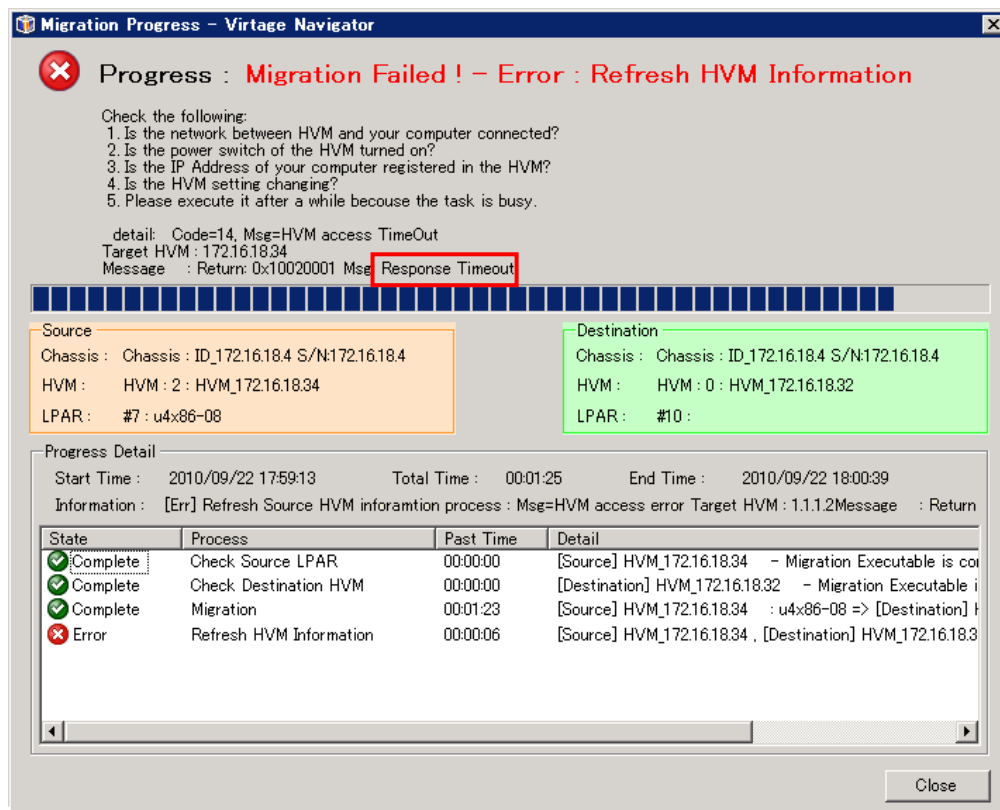 Migration Progress - Virtage Navigator
Progress : Migration Failed ! - Error : Refresh HVM Information
Check the following:
1. Is the network between HVM and your computer connected?
2. Is the power switch of the HVM turned on?
3. Is the IP Address of your computer registered in the HVM?
4. Is the HVM setting changing?
5. Please execute it after a while becouse the task is busy.
detail: Code=14, Msg=HVM access TimeOut
Target HVM : 172.16.18.34
Message : Return: 0x10020001 Msg Response Timeout
Source
Chassis : Chassis : ID_172.16.18.4 S/N:172.16.18.4
HVM : HVM : 2 : HVM_172.16.18.34
LPAR : #7 : u4x86-08
Destination
Chassis : Chassis : ID_172.16.18.4 S/N:172.16.18.4
HVM : HVM : 0 : HVM_172.16.18.32
LPAR : #10 :
Progress Detail
Start Time : 2010/09/22 17:59:13 Total Time : 00:01:25 End Time : 2010/09/22 18:00:39
Information : [Err] Refresh Source HVM inforamtion process : Msg=HVM access error Target HVM : 1.1.1.2Message : Return
State Process Past Time Detail
Complete Check Source LPAR 00:00:00 [Source] HVM_172.16.18.34 - Migration Executable is con
Complete Check Destination HVM 00:00:00 [Destination] HVM_172.16.18.32 - Migration Executable i
Complete Migration 00:01:23 [Source] HVM_172.16.18.34 : u4x86-08 => [Destination] H
Error Refresh HVM Information 00:00:06 [Source] HVM_172.16.18.34 , [Destination] HVM_172.16.18.3
Close